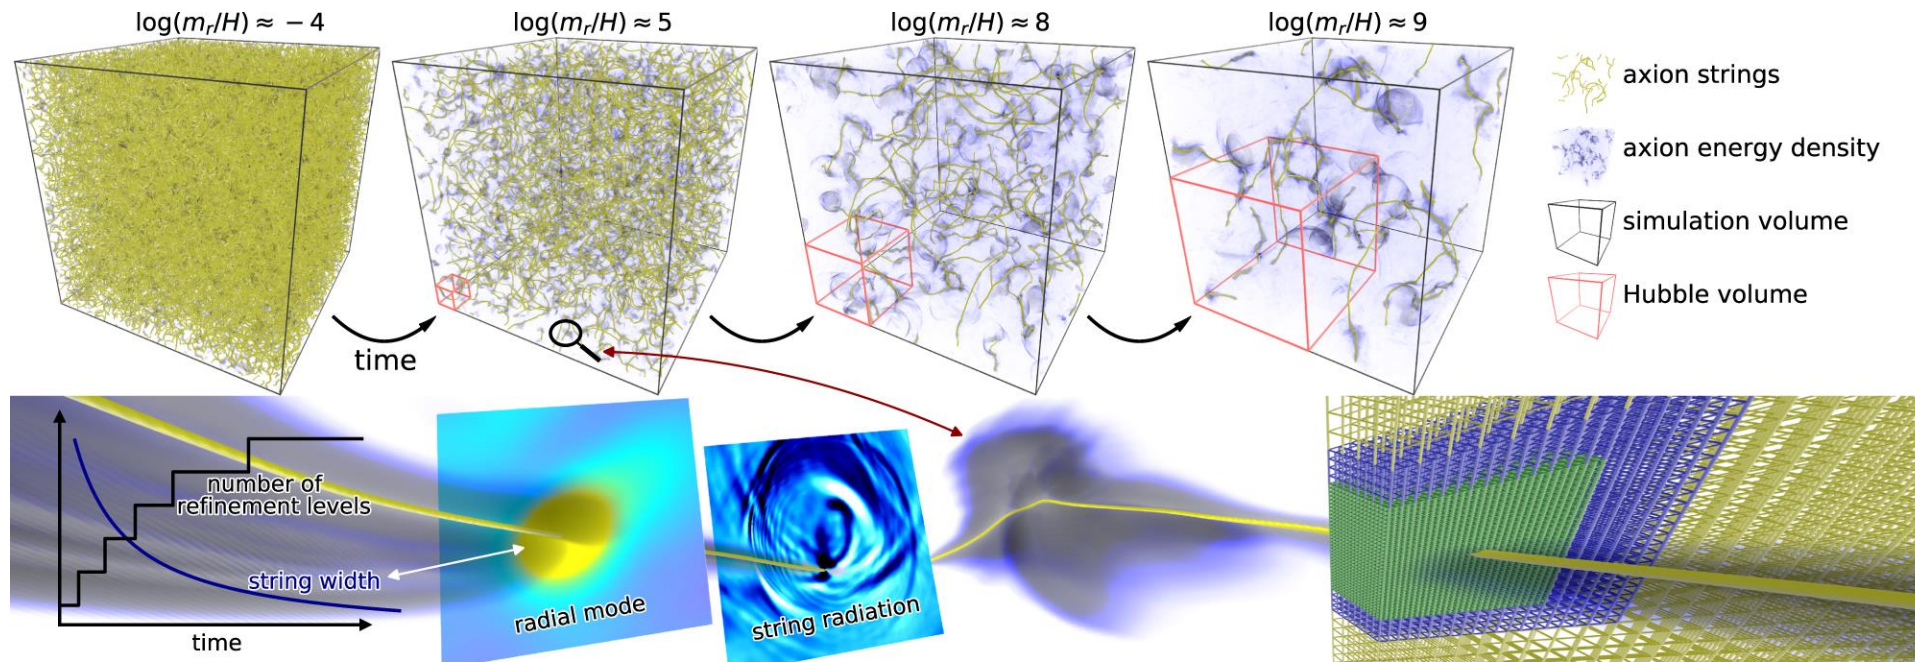 log(m_r/H) ≈ −4
log(m_r/H) ≈ 5
log(m_r/H) ≈ 8
log(m_r/H) ≈ 9
axion strings
axion energy density
simulation volume
Hubble volume
time
number of
refinement levels
string width
time
radial mode
string radiation